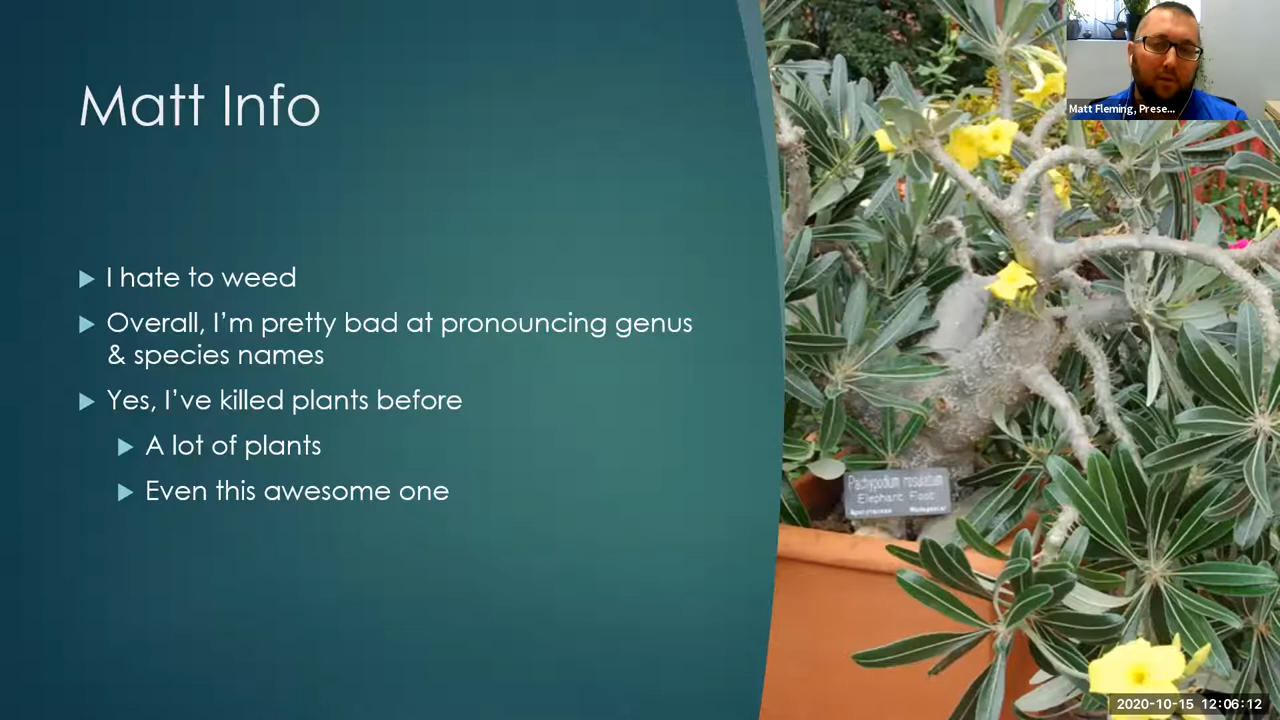 Matt Info
I hate to weed
Overall, I'm pretty bad at pronouncing genus
& species names
Yes, I've killed plants before
A lot of plants
Even this awesome one
Matt Fleming, Prese...
Pachypodium rosulatum
Elephant Foot
Apocynaceae Madagascar
2020-10-15 12:06:12